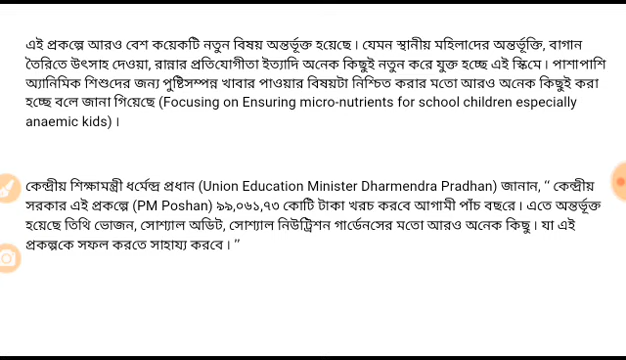 এই প্রকল্পে আরও বেশ কয়েকটি নতুন বিষয় অন্তর্ভূক্ত হয়েছে। যেমন স্থানীয় মহিলাদের অন্তর্ভূক্তি, বাগান
তৈরিতে উৎসাহ দেওয়া, রান্নার প্রতিযোগীতা ইত্যাদি অনেক কিছুই নতুন করে যুক্ত হচ্ছে এই স্কিমে। পাশাপাশি
অ্যানিমিক শিশুদের জন্য পুষ্টিসম্পন্ন খাবার পাওয়ার বিষয়টা নিশ্চিত করার মতো আরও অনেক কিছুই করা
হচ্ছে বলে জানা গিয়েছে (Focusing on Ensuring micro-nutrients for school children especially
anaemic kids)।
কেন্দ্রীয় শিক্ষামন্ত্রী ধর্মেন্দ্র প্রধান (Union Education Minister Dharmendra Pradhan) জানান, “ কেন্দ্রীয়
সরকার এই প্রকল্পে (PM Poshan) ৯৯,০৬১,৭৩ কোটি টাকা খরচ করবে আগামী পাঁচ বছরে। এতে অন্তর্ভূক্ত
হয়েছে তিথি ভোজন, সোশ্যাল অডিট, সোশ্যাল নিউট্রিশন গার্ডেনসের মতো আরও অনেক কিছু। যা এই
প্রকল্পকে সফল করতে সাহায্য করবে। ”